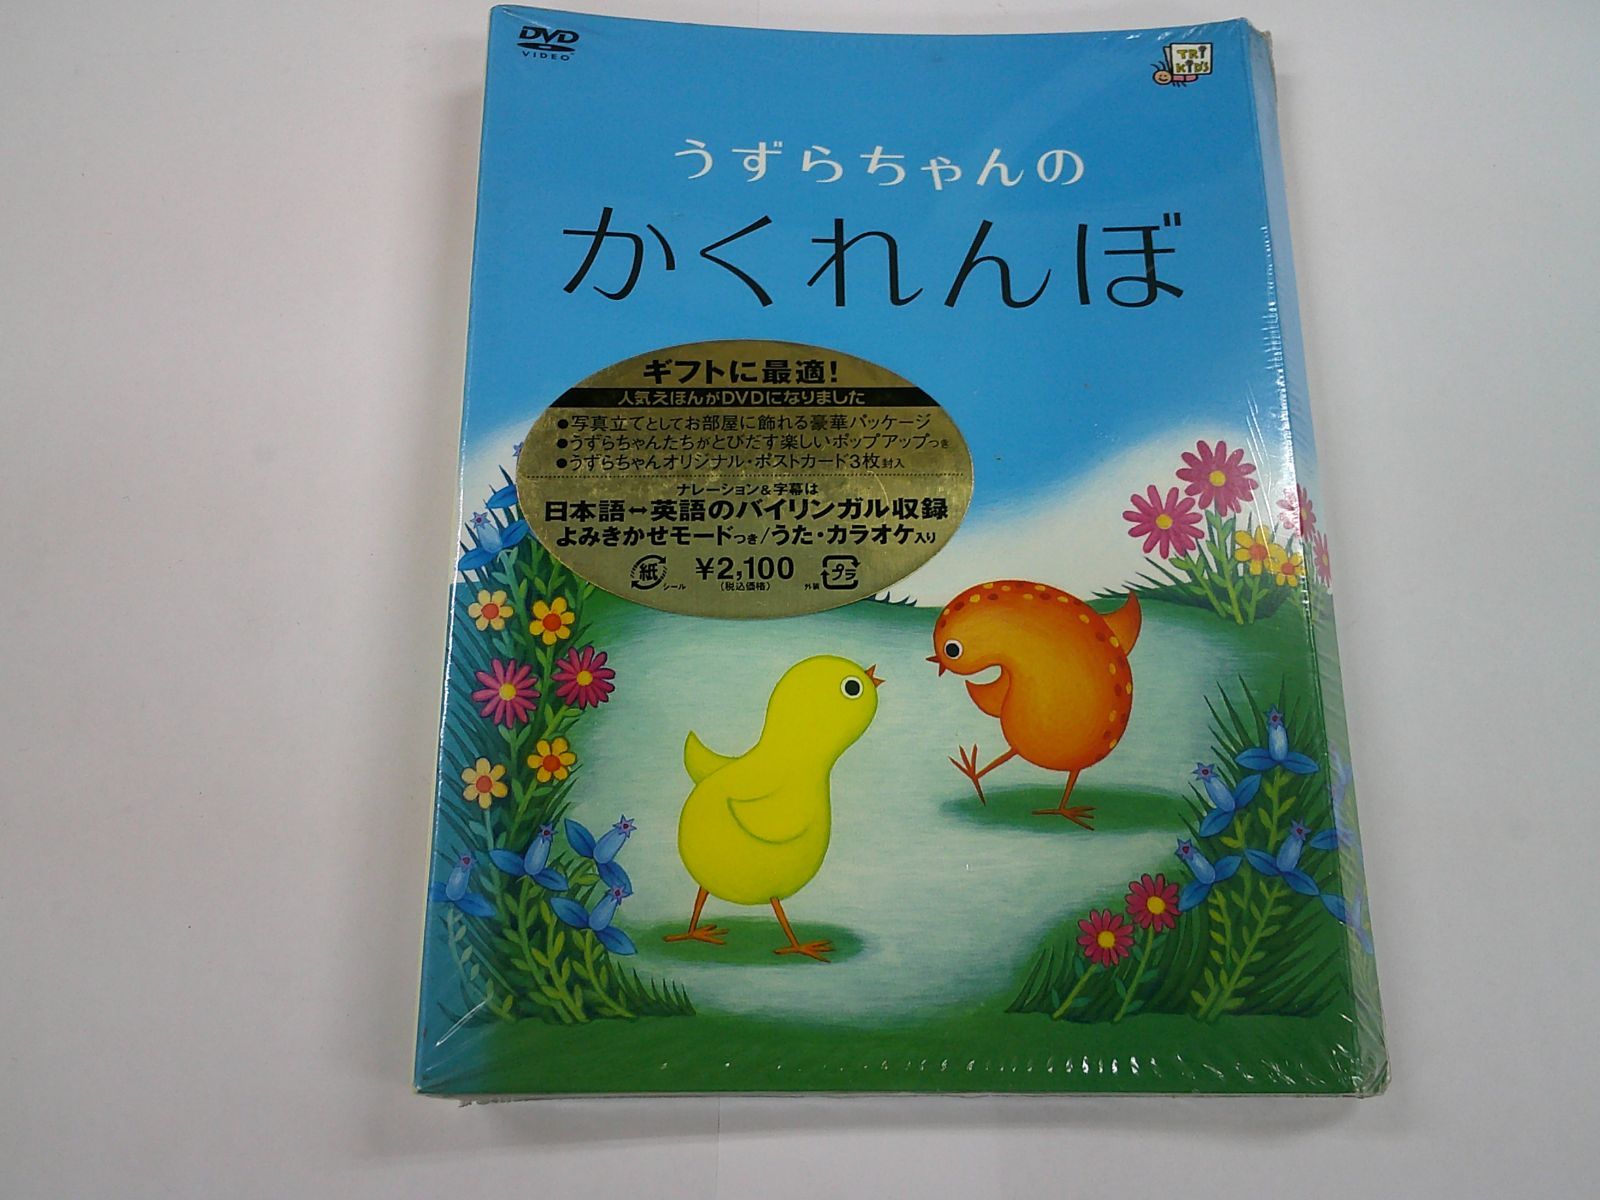 DVD
VIDEO
TRI
KIDS
うずらちゃんの
かくれんぼ
ギフトに最適!
人気えほんがDVDになりました
●写真立てとしてお部屋に飾れる豪華パッケージ
●うずらちゃんたちがとびだす楽しいポップアップつき
●うずらちゃんオリジナル・ポストカード3枚封入
ナレーション&字幕は
日本語↔英語のバイリンガル収録
よみきかせモードつき/うた・カラオケ入り
紙 シール ¥2,100 外装 プラ
(税込価格)